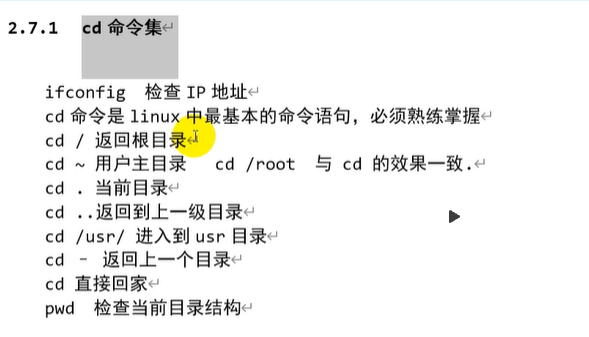 2.7.1 cd 命令集
ifconfig 检查 IP 地址
cd 命令是 linux 中最基本的命令语句，必须熟练掌握
cd / 返回根目录
cd ~ 用户主目录 cd /root 与 cd 的效果一致.
cd . 当前目录
cd ..返回到上一级目录
cd /usr/ 进入到 usr 目录
cd – 返回上一个目录
cd 直接回家
pwd 检查当前目录结构